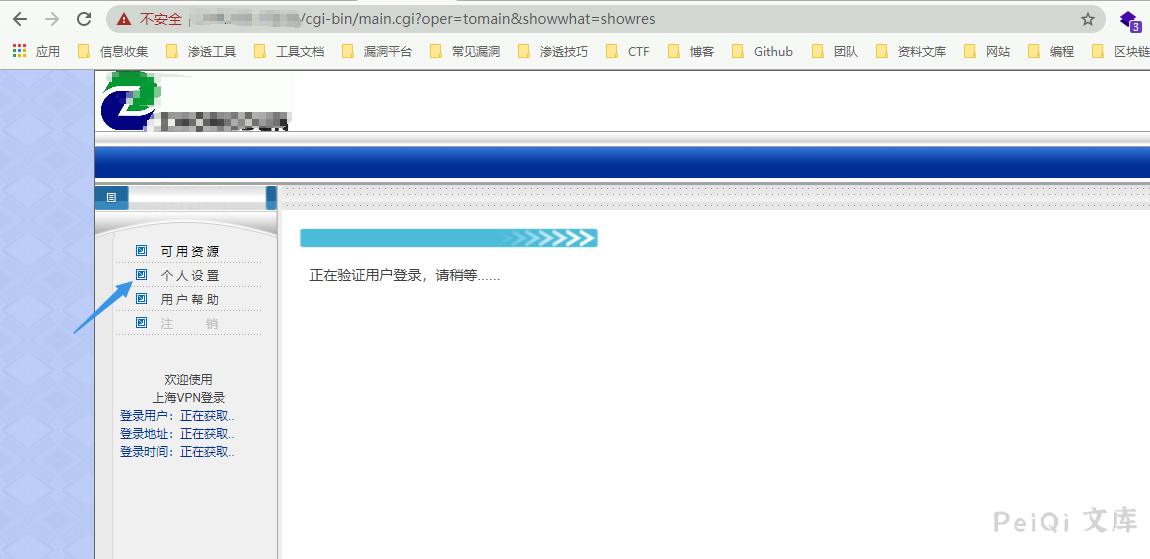 不安全 /cgi-bin/main.cgi?oper=tomain&showwhat=showres
3
应用 信息收集 渗透工具 工具文档 漏洞平台 常见漏洞 渗透技巧 CTF 博客 Github 团队 资料文库 网站 编程 区块链
可用资源
个人设置
用户帮助
注 销
正在验证用户登录，请稍等......
欢迎使用
上海VPN登录
登录用户：正在获取..
登录地址：正在获取..
登录时间：正在获取..
PeiQi 文库